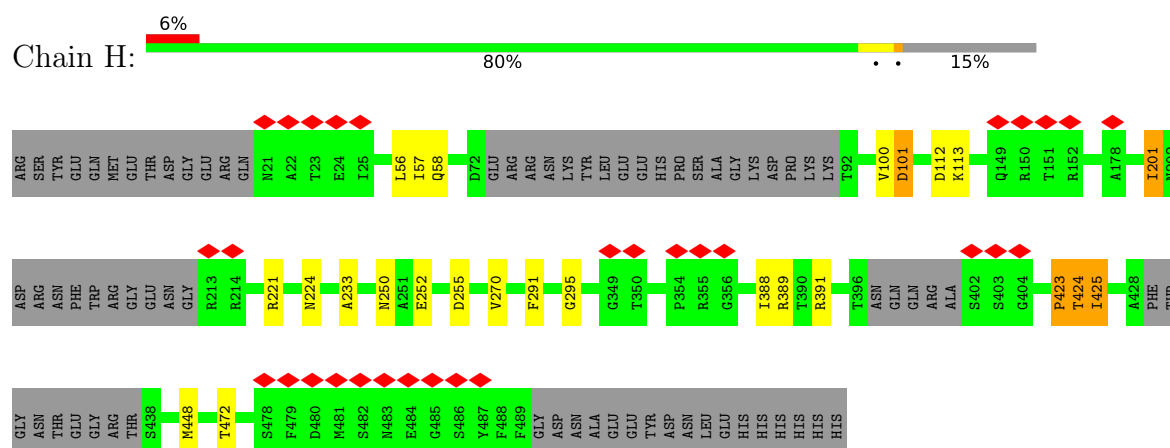 6%
Chain H:
80% • • 15%
ARG SER TYR GLU GLN MET GLU THR ASP GLY GLU ARG GLN N21 A22 T23 E24 I25 L56 I57 Q58 D72 GLU ARG ARG ASN LYS TYR LEU GLU GLU HIS PRO SER ALA GLY LYS ASP PRO LYS LYS T92 V100 D101 D112 K113 Q149 R150 T151 R152 A178 I201
ASP ARG ASN PHE TRP ARG GLY GLU ASN GLY R213 R214 R221 N224 A233 N250 A251 E252 D255 V270 F291 G295 G349 T350 P354 R355 G356 I388 R389 T390 R391 T396 ASN GLN GLN ARG ALA S402 S403 G404 P423 T424 I425 A428 PHE
GLY ASN THR GLU GLY ARG THR S438 M448 T472 S478 F479 D480 M481 S482 N483 E484 G485 S486 Y487 F488 F489 GLY ASP ASN ALA GLU GLU TYR ASP ASN LEU GLU HIS HIS HIS HIS HIS HIS